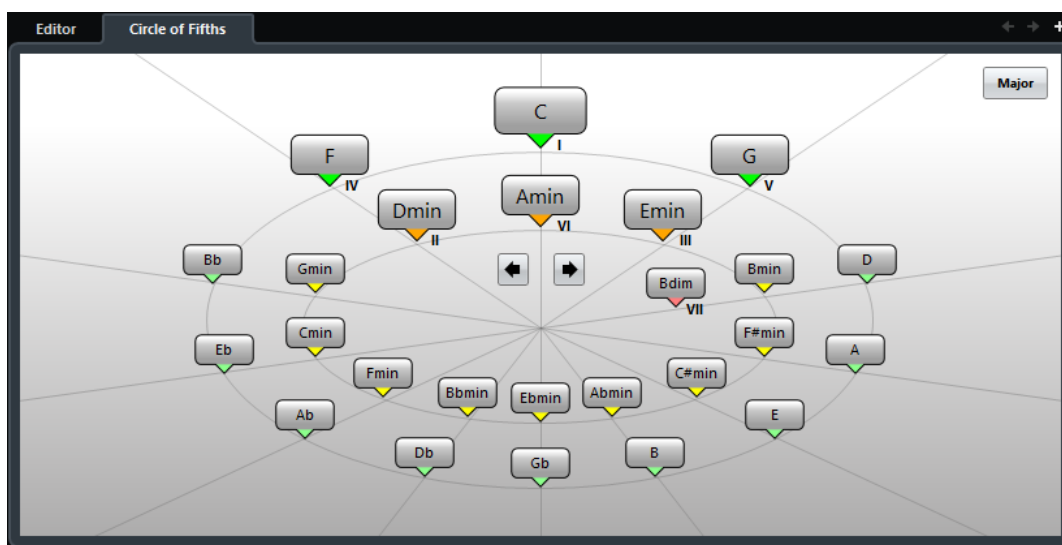 Editor
Circle of Fifths
Major
C
I
F
IV
G
V
Dmin
II
Amin
VI
Emin
III
Bb
Gmin
Bdim
VII
Bmin
D
Eb
Cmin
F#min
A
Fmin
C#min
Bbmin
Ebmin
Abmin
Ab
E
Db
Gb
B